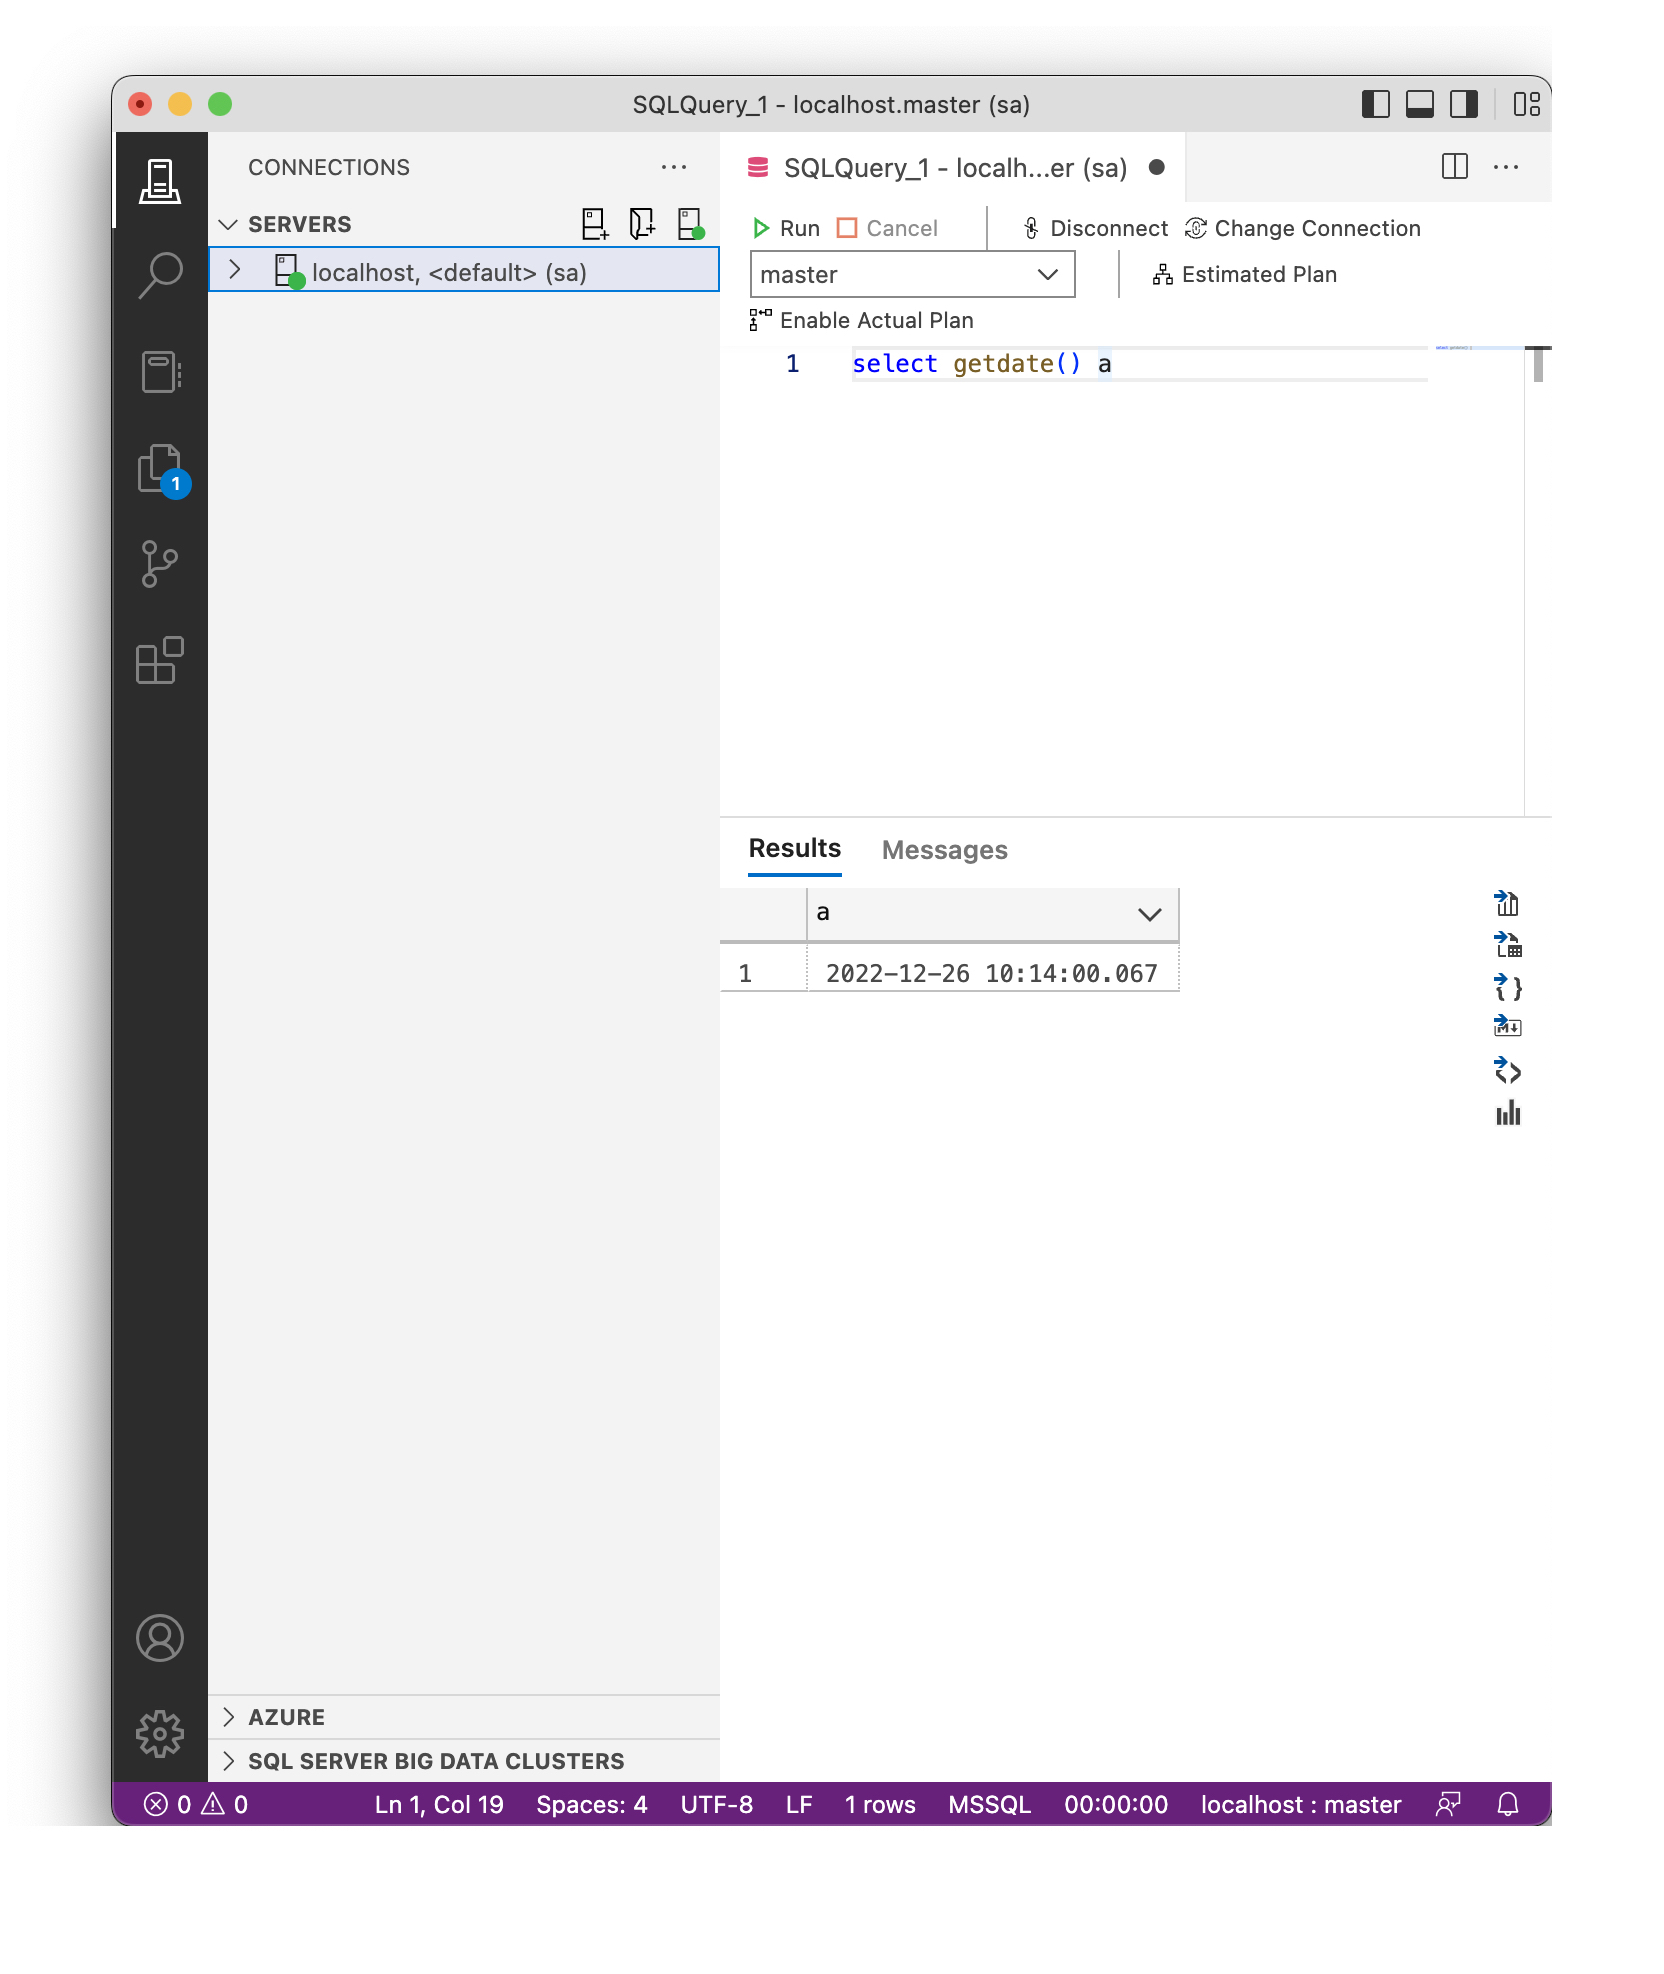 SQLQuery_1 - localhost.master (sa)
CONNECTIONS
SERVERS
localhost, <default> (sa)
AZURE
SQL SERVER BIG DATA CLUSTERS
1
SQLQuery_1 - localh...er (sa)
Run Cancel Disconnect Change Connection
master Estimated Plan
Enable Actual Plan
1 select getdate() a
Results Messages
a
1 2022-12-26 10:14:00.067
0 0 Ln 1, Col 19 Spaces: 4 UTF-8 LF 1 rows MSSQL 00:00:00 localhost : master